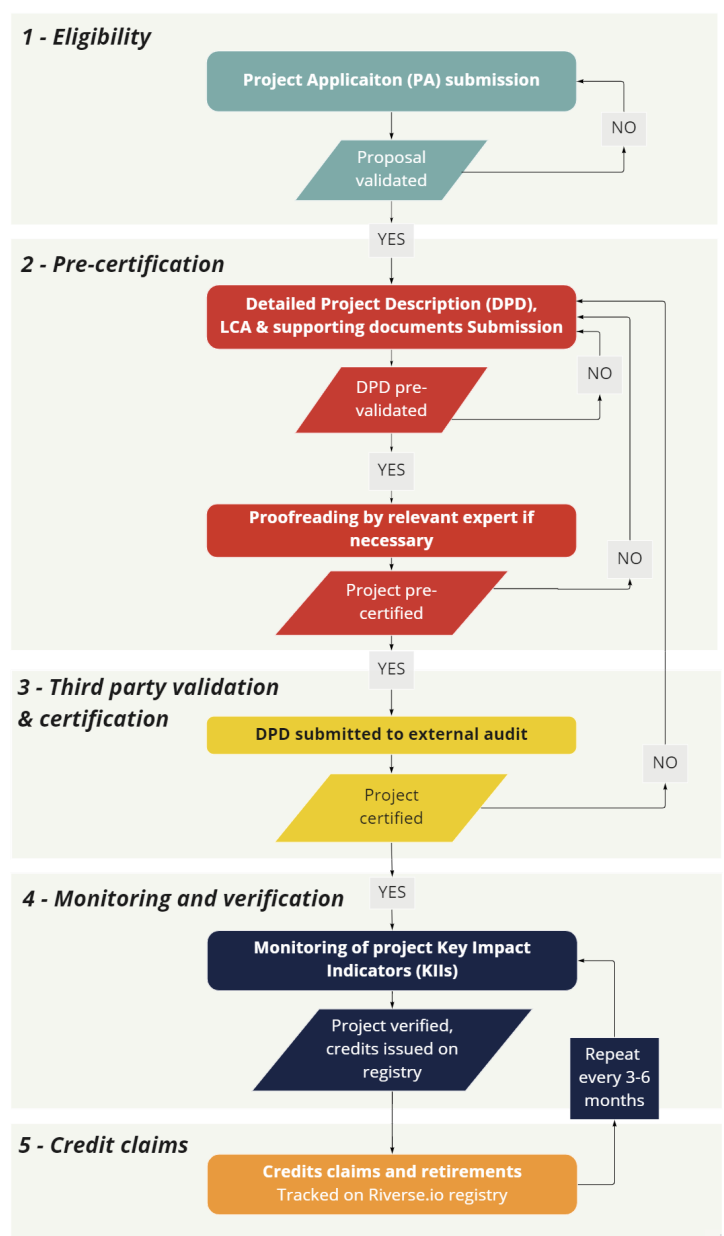 1 - Eligibility
Project Applicaiton (PA) submission
NO
Proposal
validated
YES
2 - Pre-certification
Detailed Project Description (DPD),
LCA & supporting documents Submission
NO
DPD pre-
validated
YES
Proofreading by relevant expert if
necessary
NO
Project pre-
certified
YES
3 - Third party validation
& certification
DPD submitted to external audit
NO
Project
certified
YES
4 - Monitoring and verification
Monitoring of project Key Impact
Indicators (KIIs)
Project verified,
credits issued on
registry
Repeat
every 3-6
months
5 - Credit claims
Credits claims and retirements
Tracked on Riverse.io registry